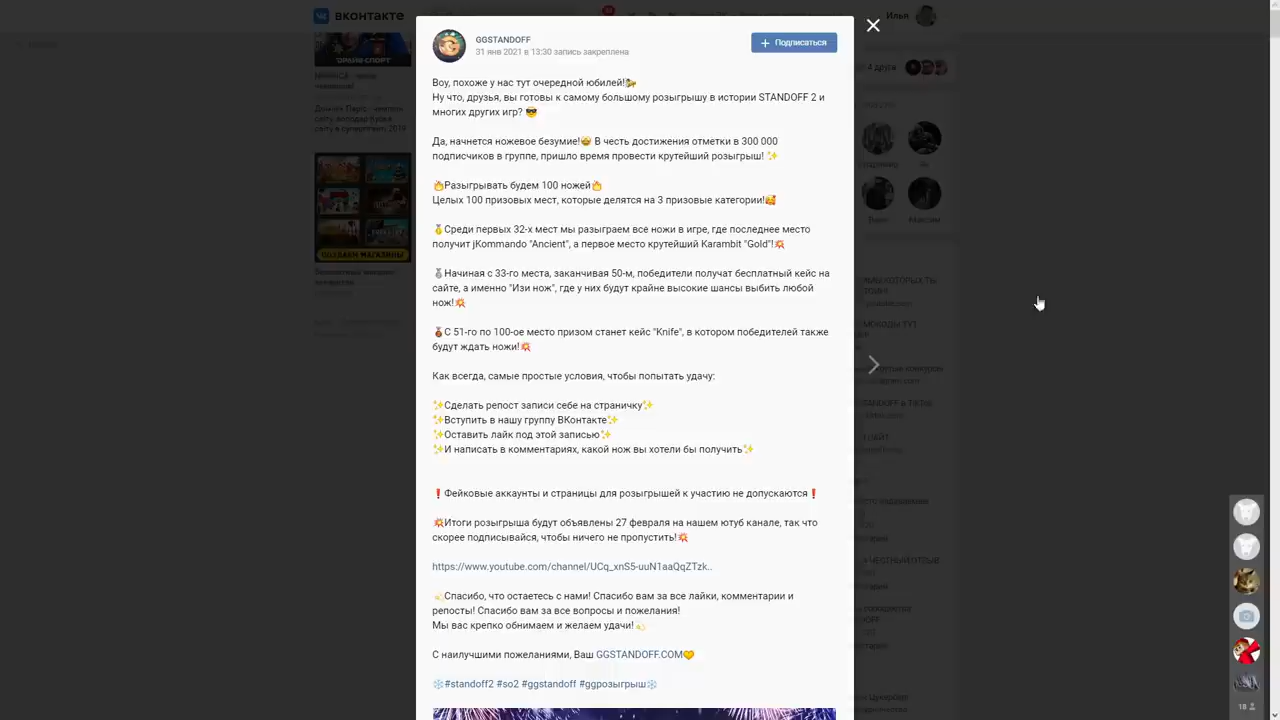 вконтакте
Илья
GGSTANDOFF
31 янв 2021 в 13:30 запись закреплена
Подписаться
Воу, похоже у нас тут очередной юбилей!
Ну что, друзья, вы готовы к самому большому розыгрышу в истории STANDOFF 2 и
многих других игр?
Да, начнется ножевое безумие! В честь достижения отметки в 300 000
подписчиков в группе, пришло время провести крутейший розыгрыш!
Разыгрывать будем 100 ножей
Целых 100 призовых мест, которые делятся на 3 призовые категории!
Среди первых 32-х мест мы разыграем все ножи в игре, где последнее место
получит jKommando "Ancient", а первое место крутейший Karambit "Gold"!
Начиная с 33-го места, заканчивая 50-м, победители получат бесплатный кейс на
сайте, а именно "Изи нож", где у них будут крайне высокие шансы выбить любой
нож!
С 51-го по 100-ое место призом станет кейс "Knife", в котором победителей также
будут ждать ножи!
Как всегда, самые простые условия, чтобы попытать удачу:
Сделать репост записи себе на страничку
Вступить в нашу группу ВКонтакте
Оставить лайк под этой записью
И написать в комментариях, какой нож вы хотели бы получить
Фейковые аккаунты и страницы для розыгрышей к участию не допускаются
Итоги розыгрыша будут объявлены 27 февраля на нашем ютуб канале, так что
скорее подписывайся, чтобы ничего не пропустить!
https://www.youtube.com/channel/UCq_xnS5-uuN1aaQqZTzk..
Спасибо, что остаетесь с нами! Спасибо вам за все лайки, комментарии и
репосты! Спасибо вам за все вопросы и пожелания!
Мы вас крепко обнимаем и желаем удачи!
С наилучшими пожеланиями, Ваш GGSTANDOFF.COM
#standoff2 #so2 #ggstandoff #ggрозыгрыш
18